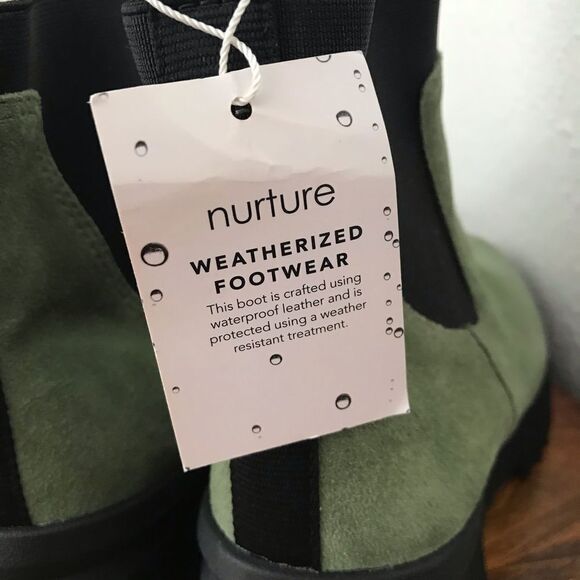 nurture
WEATHERIZED
FOOTWEAR
This boot is crafted using
waterproof leather and is
protected using a weather
resistant treatment.